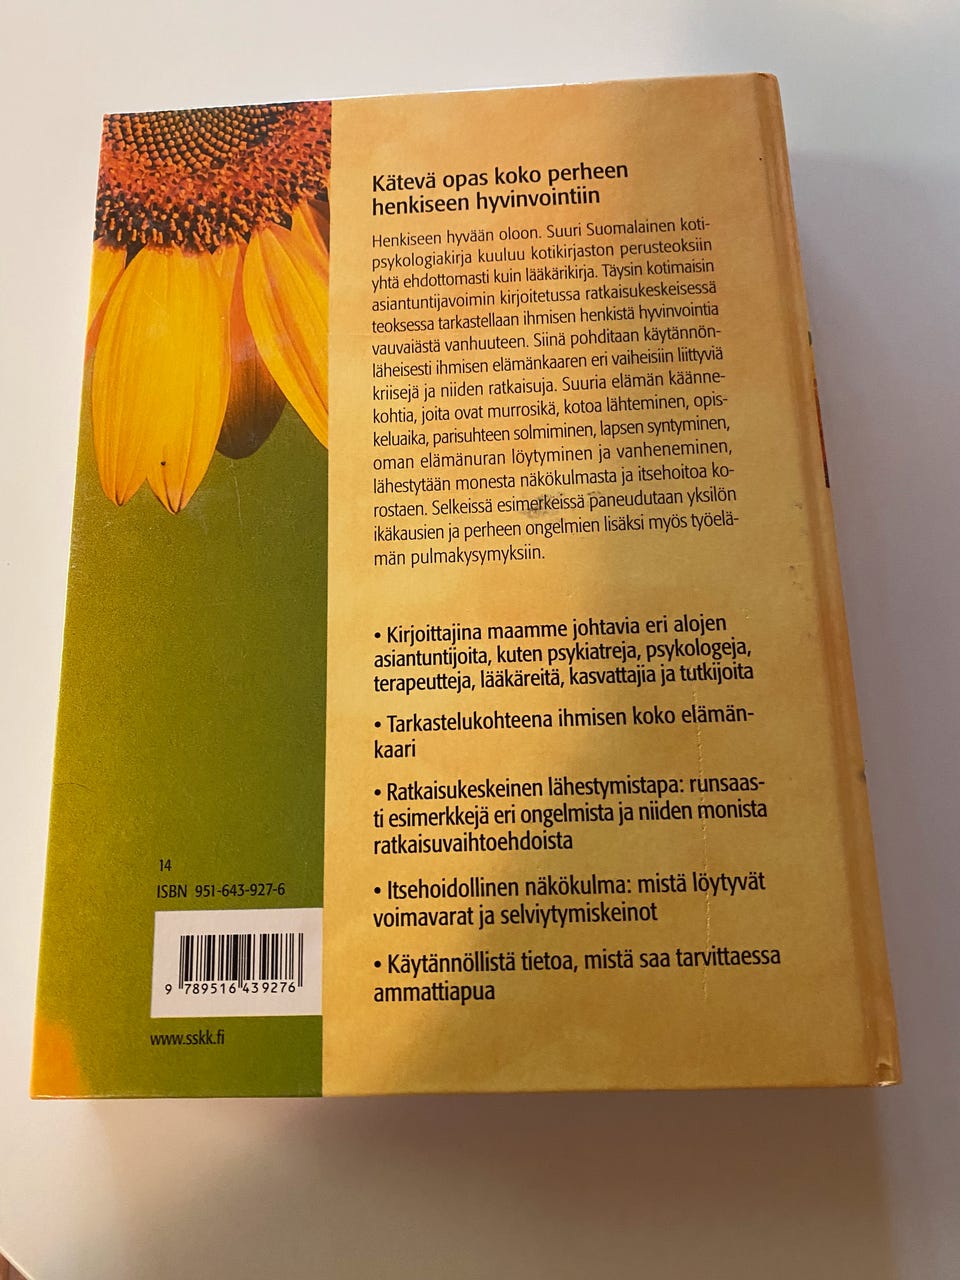 Kätevä opas koko perheen
henkiseen hyvinvointiin
Henkiseen hyvään oloon. Suuri Suomalainen koti-
psykologiakirja kuuluu kotikirjaston perusteoksiin
yhtä ehdottomasti kuin lääkärikirja. Täysin kotimaisin
asiantuntijavoimin kirjoitetussa ratkaisukeskeisessä
teoksessa tarkastellaan ihmisen henkistä hyvinvointia
vauvaiästä vanhuuteen. Siinä pohditaan käytännön-
läheisesti ihmisen elämänkaaren eri vaiheisiin liittyviä
kriisejä ja niiden ratkaisuja. Suuria elämän käänne-
kohtia, joita ovat murrosikä, kotoa lähteminen, opis-
keluaika, parisuhteen solmiminen, lapsen syntyminen,
oman elämänuran löytyminen ja vanheneminen,
lähestytään monesta näkökulmasta ja itsehoitoa ko-
rostaen. Selkeissä esimerkeissä paneudutaan yksilön
ikäkausien ja perheen ongelmien lisäksi myös työelä-
män pulmakysymyksiin.
• Kirjoittajina maamme johtavia eri alojen
asiantuntijoita, kuten psykiatreja, psykologeja,
terapeutteja, lääkäreitä, kasvattajia ja tutkijoita
• Tarkastelukohteena ihmisen koko elämän-
kaari
• Ratkaisukeskeinen lähestymistapa: runsaas-
ti esimerkkejä eri ongelmista ja niiden monista
ratkaisuvaihtoehdoista
• Itsehoidollinen näkökulma: mistä löytyvät
voimavarat ja selviytymiskeinot
• Käytännöllistä tietoa, mistä saa tarvittaessa
ammattiapua
14
ISBN 951-643-927-6
9 789516 439276
www.sskk.fi